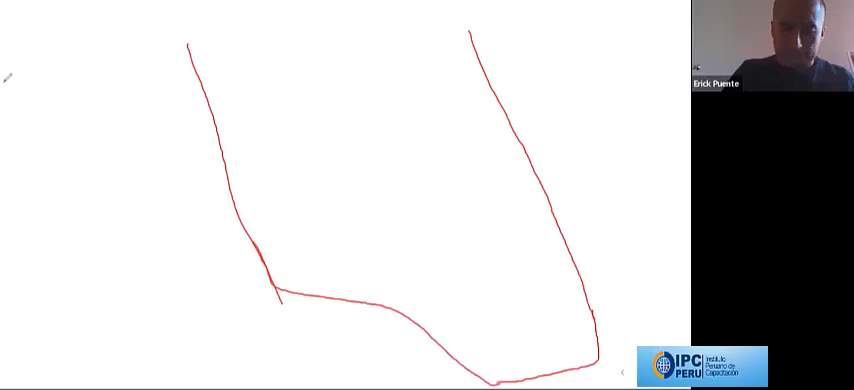 Erick Puente
IPC
PERU
Instituto
Peruano de
Capacitación